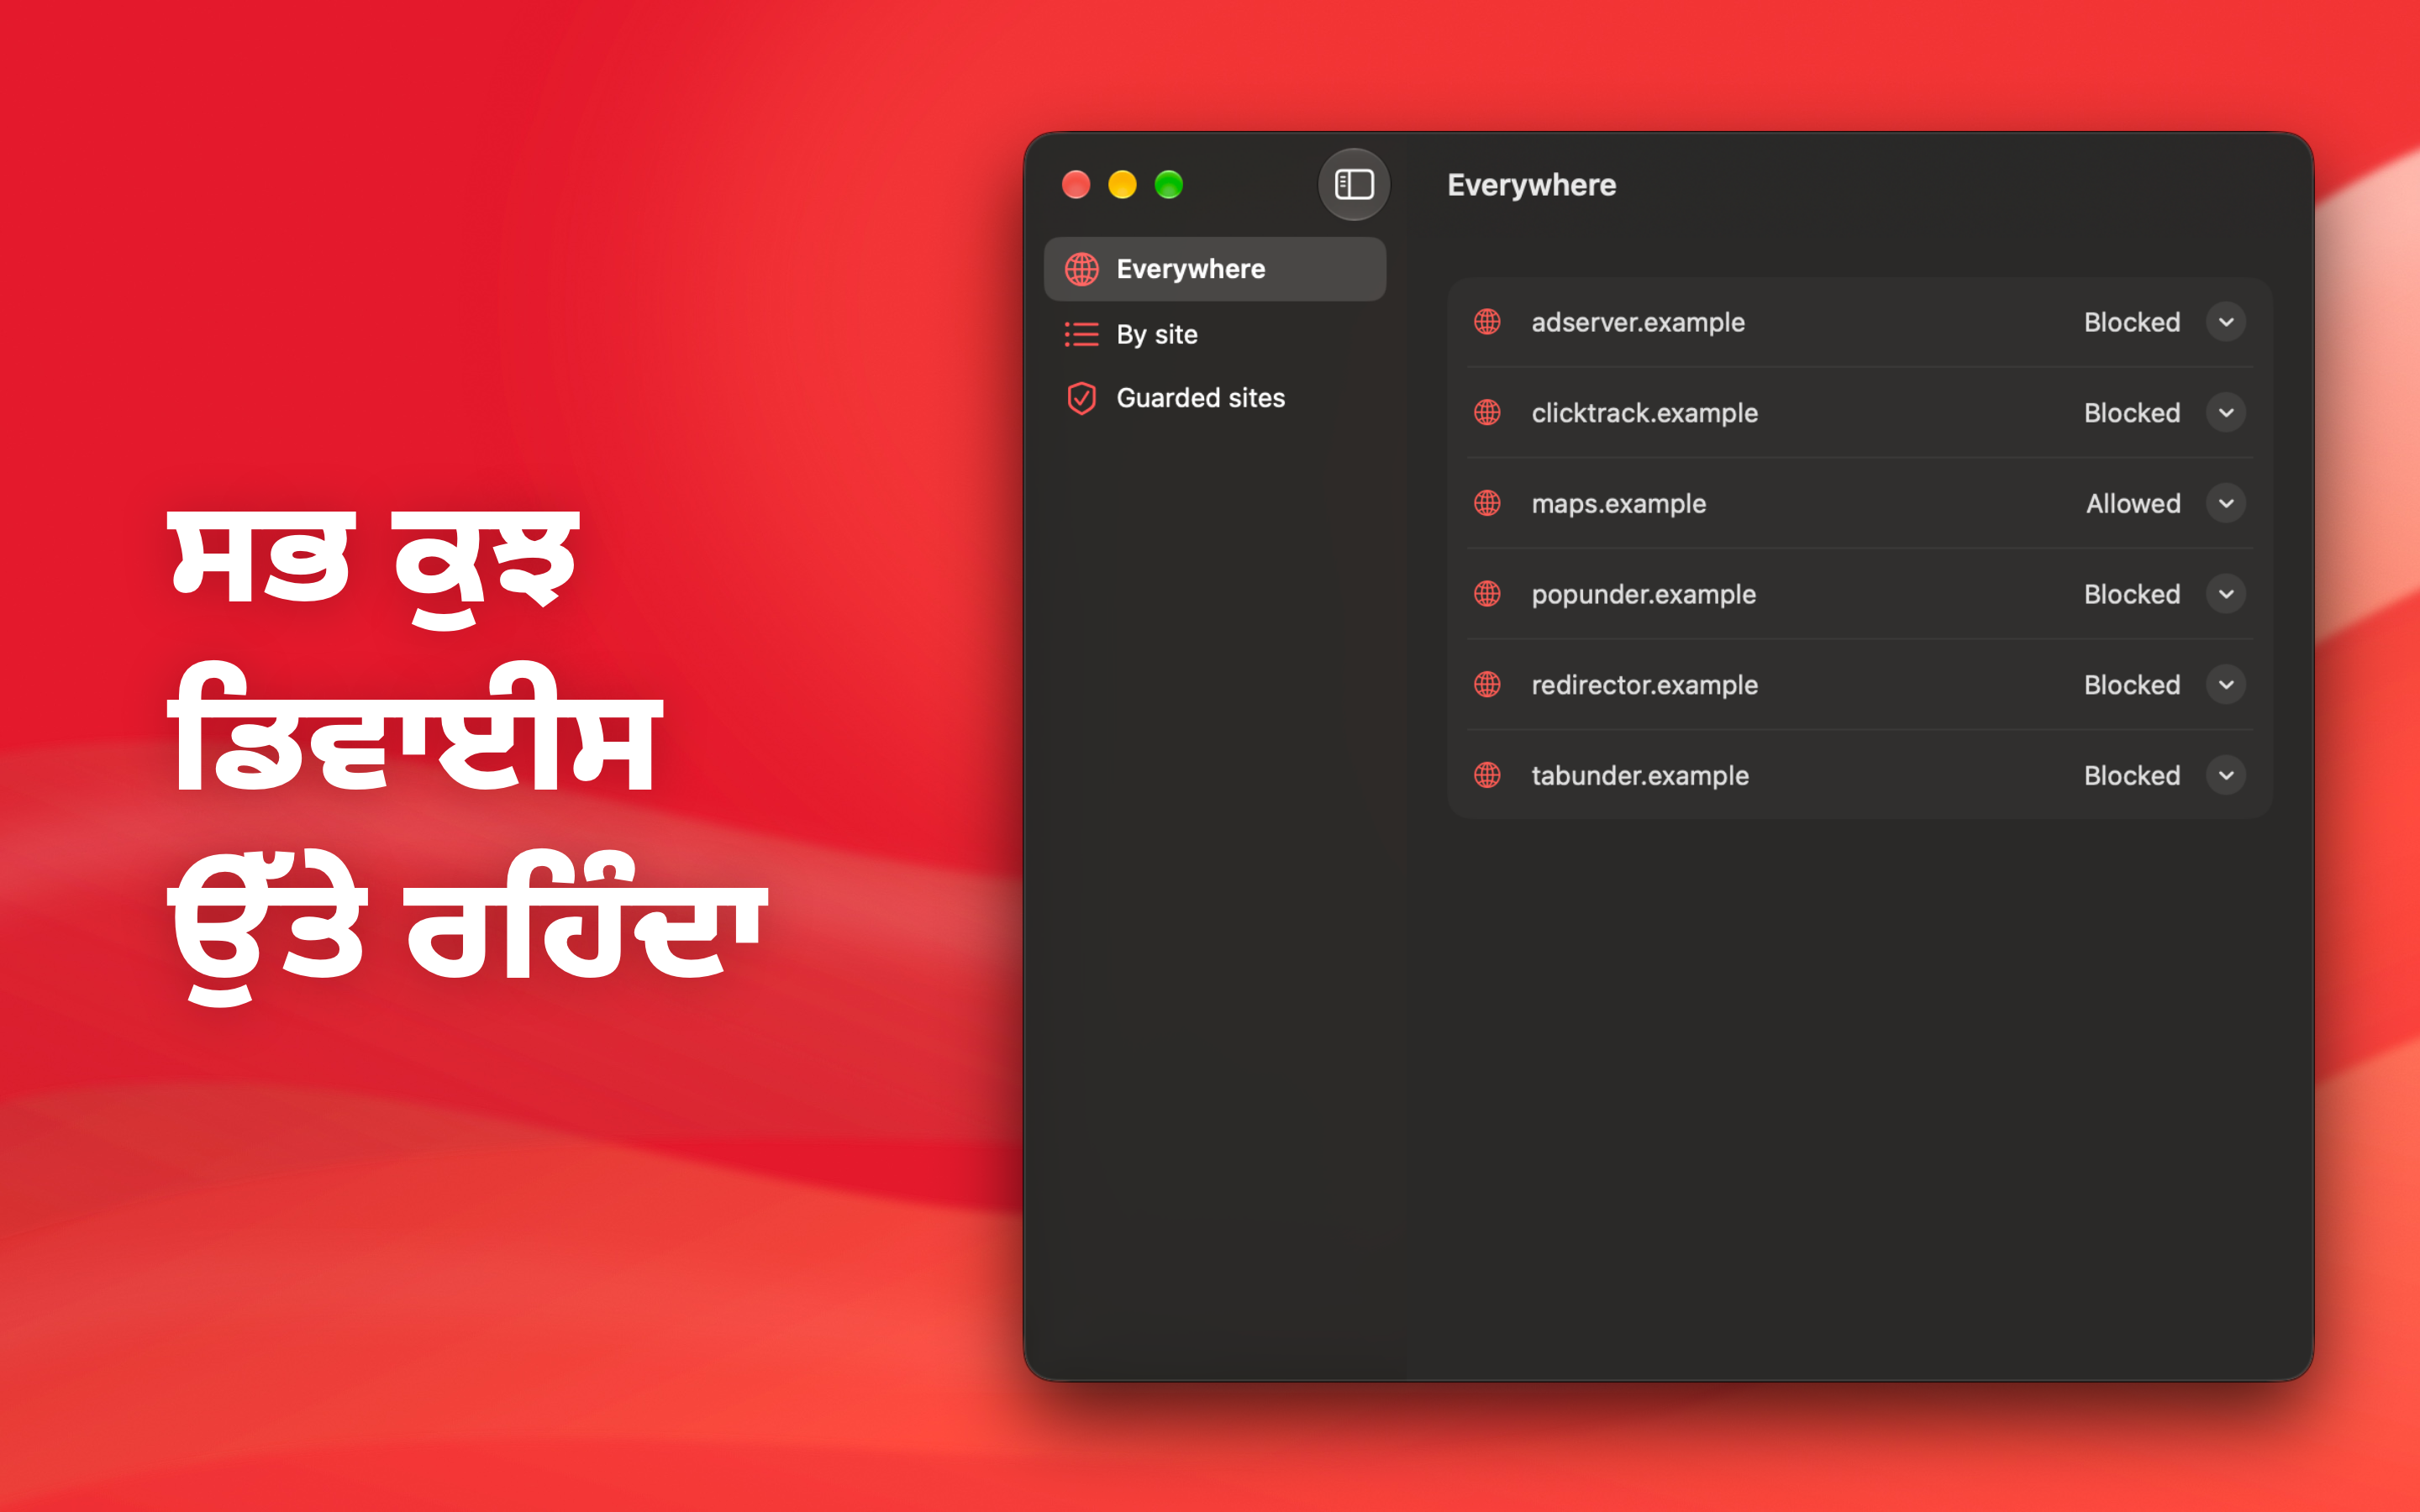 ਸਭ ਕੁਝ
ਡਿਵਾਈਸ
ਉੱਤੇ ਰਹਿੰਦਾ
Everywhere
By site
Guarded sites
Everywhere
adserver.example Blocked
clicktrack.example Blocked
maps.example Allowed
popunder.example Blocked
redirector.example Blocked
tabunder.example Blocked